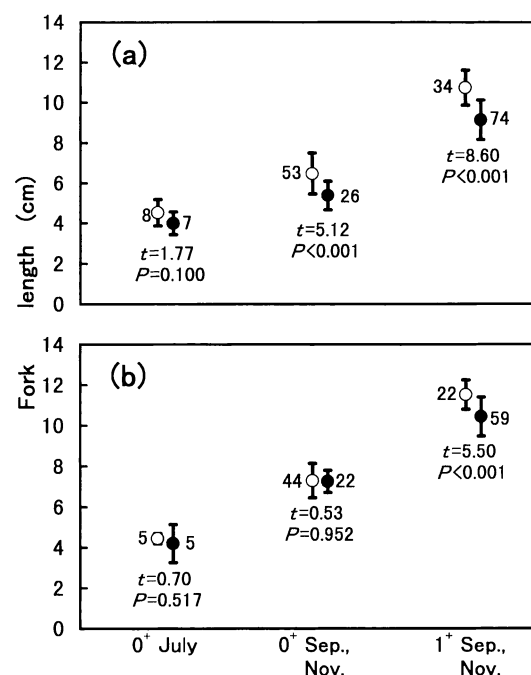 (a)
14
12
10
8
6
4
2
0
8 7
t=1.77
P=0.100
53 26
t=5.12
P<0.001
34 74
t=8.60
P<0.001
Fork length (cm)
(b)
14
12
10
8
6
4
2
0
5 5
t=0.70
P=0.517
44 22
t=0.53
P=0.952
22 59
t=5.50
P<0.001
0⁺ July
0⁺ Sep.,
Nov.
1⁺ Sep.,
Nov.